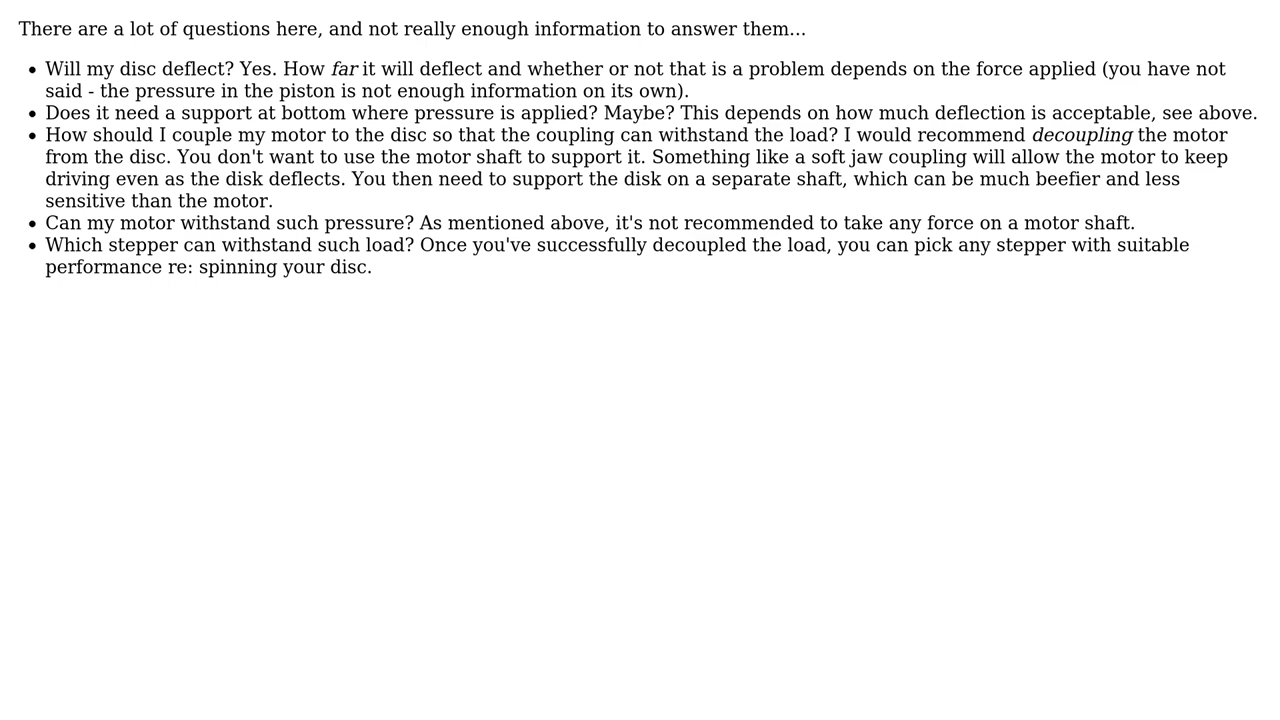 There are a lot of questions here, and not really enough information to answer them...
• Will my disc deflect? Yes. How far it will deflect and whether or not that is a problem depends on the force applied (you have not
said - the pressure in the piston is not enough information on its own).
• Does it need a support at bottom where pressure is applied? Maybe? This depends on how much deflection is acceptable, see above.
• How should I couple my motor to the disc so that the coupling can withstand the load? I would recommend decoupling the motor
from the disc. You don't want to use the motor shaft to support it. Something like a soft jaw coupling will allow the motor to keep
driving even as the disk deflects. You then need to support the disk on a separate shaft, which can be much beefier and less
sensitive than the motor.
• Can my motor withstand such pressure? As mentioned above, it's not recommended to take any force on a motor shaft.
• Which stepper can withstand such load? Once you've successfully decoupled the load, you can pick any stepper with suitable
performance re: spinning your disc.